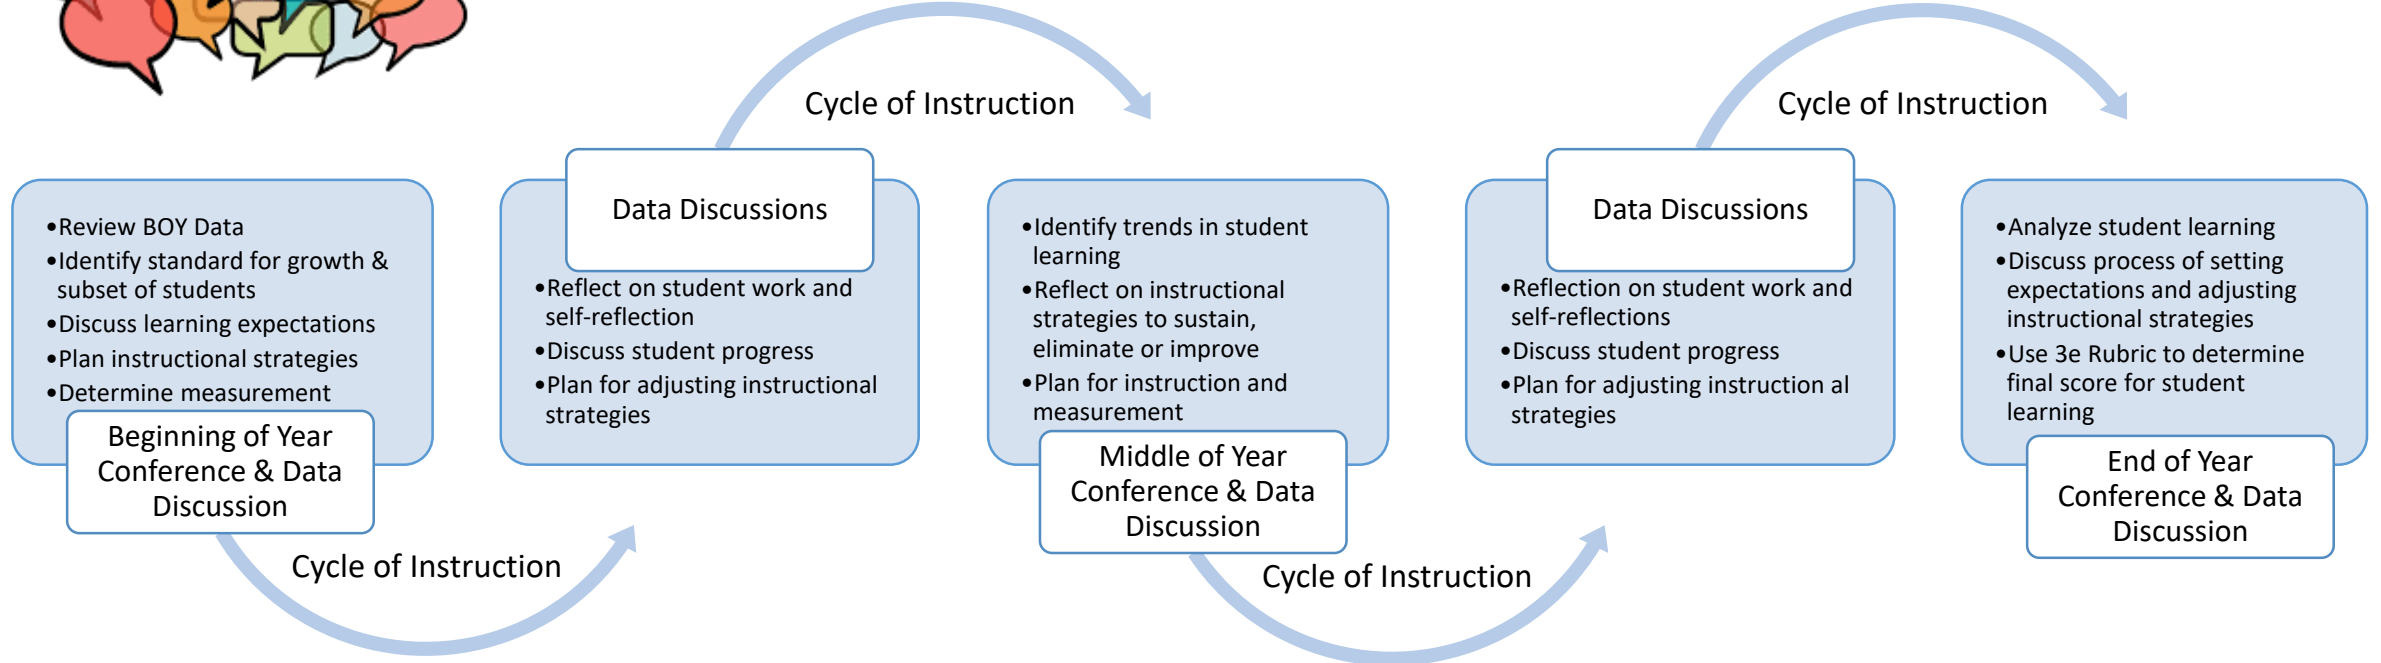 •Review BOY Data
•Identify standard for growth &
subset of students
•Discuss learning expectations
•Plan instructional strategies
•Determine measurement
Beginning of Year
Conference & Data
Discussion
Cycle of Instruction
Data Discussions
•Reflect on student work and
self-reflection
•Discuss student progress
•Plan for adjusting instructional
strategies
Cycle of Instruction
•Identify trends in student
learning
•Reflect on instructional
strategies to sustain,
eliminate or improve
•Plan for instruction and
measurement
Middle of Year
Conference & Data
Discussion
Cycle of Instruction
Data Discussions
•Reflection on student work and
self-reflections
•Discuss student progress
•Plan for adjusting instruction al
strategies
Cycle of Instruction
•Analyze student learning
•Discuss process of setting
expectations and adjusting
instructional strategies
•Use 3e Rubric to determine
final score for student
learning
End of Year
Conference & Data
Discussion